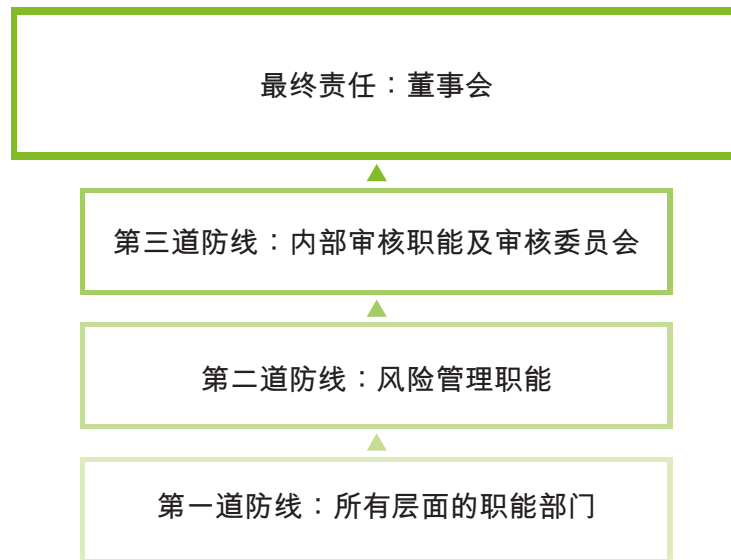 最终责任：董事会
第三道防线：内部审核职能及审核委员会
第二道防线：风险管理职能
第一道防线：所有层面的职能部门